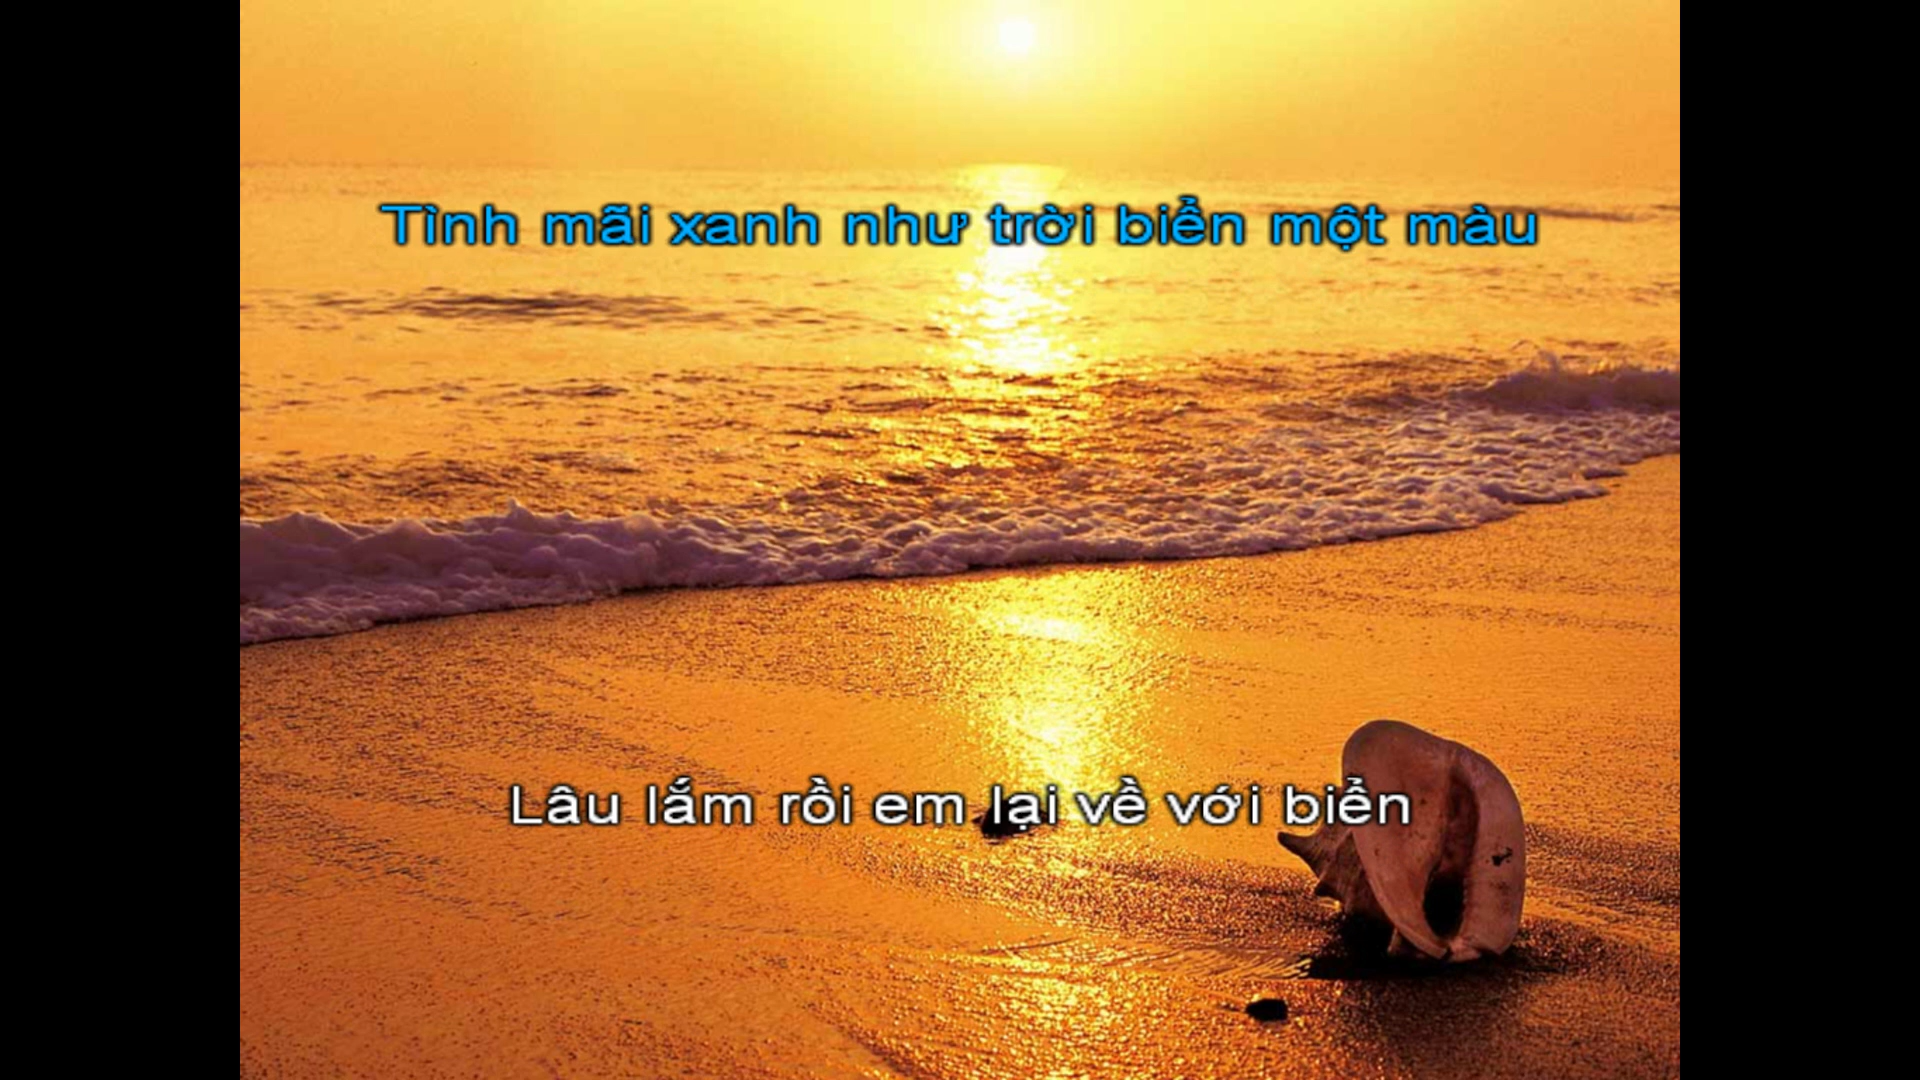 Tình mãi xanh như trời biển một màu
Lâu lắm rồi em lại về với biển